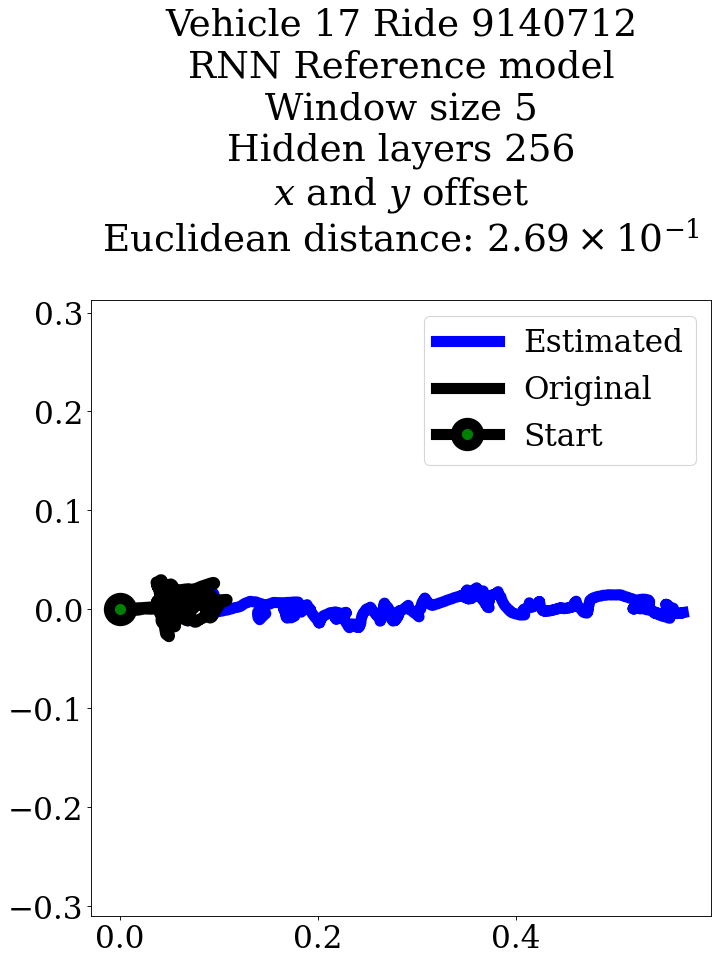 Vehicle 17 Ride 9140712
RNN Reference model
Window size 5
Hidden layers 256
x and y offset
Euclidean distance: 2.69 × 10⁻¹
0.3
0.2
0.1
0.0
−0.1
−0.2
−0.3
Estimated
Original
Start
0.0 0.2 0.4